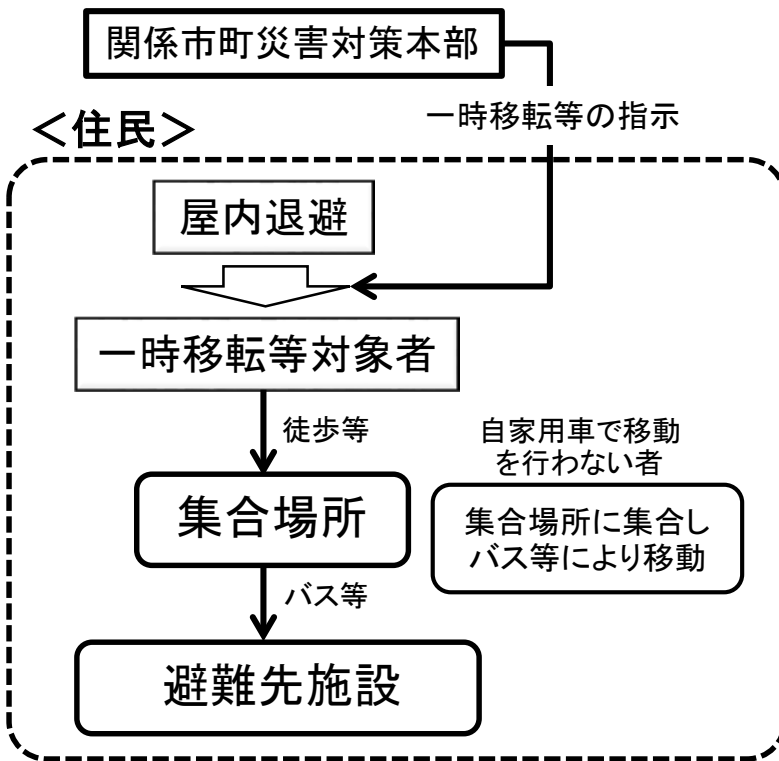 関係市町災害対策本部
一時移転等の指示
＜住民＞
屋内退避
一時移転等対象者
徒歩等
自家用車で移動
を行わない者
集合場所
集合場所に集合し
バス等により移動
バス等
避難先施設